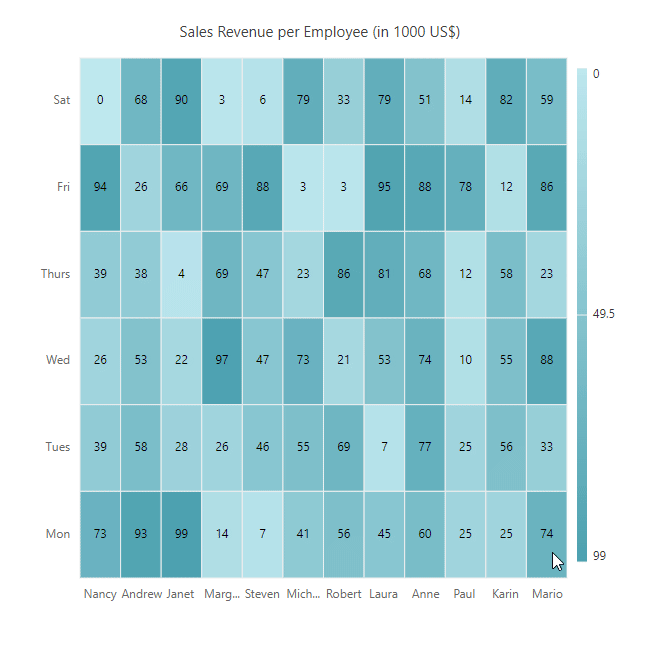 Sales Revenue per Employee (in 1000 US$)
Sat 0 68 90 3 6 79 33 79 51 14 82 59 0
Fri 94 26 66 69 88 3 3 95 88 78 12 86
Thurs 39 38 4 69 47 23 86 81 68 12 58 23
49.5
Wed 26 53 22 97 47 73 21 53 74 10 55 88
Tues 39 58 28 26 46 55 69 7 77 25 56 33
Mon 73 93 99 14 7 41 56 45 60 25 25 74
99
Nancy Andrew Janet Marg... Steven Mich... Robert Laura Anne Paul Karin Mario